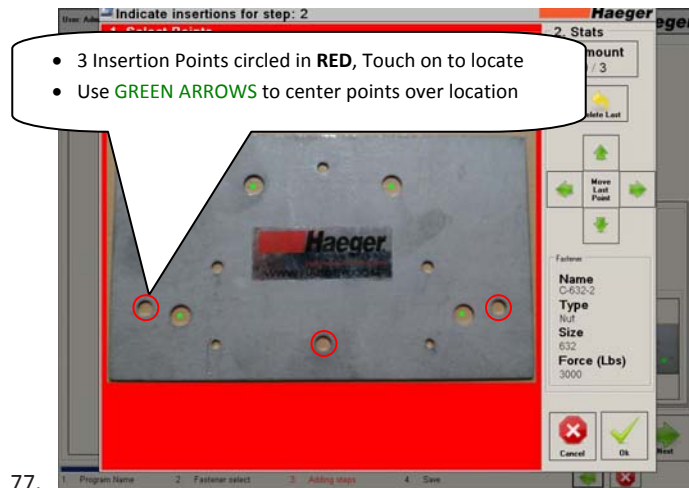 Indicate insertions for step: 2
Haeger
User: Adm
1. Select Points
2. Stats
• 3 Insertion Points circled in RED, Touch on to locate
• Use GREEN ARROWS to center points over location
/ 3
Delete Last
Move
Last
Point
Haeger
Fastener
Name
C-632-2
Type
Nut
Size
632
Force (Lbs)
3000
Cancel
Ok
Next
77.
1. Program Name
2. Fastener select
3. Adding steps
4. Save